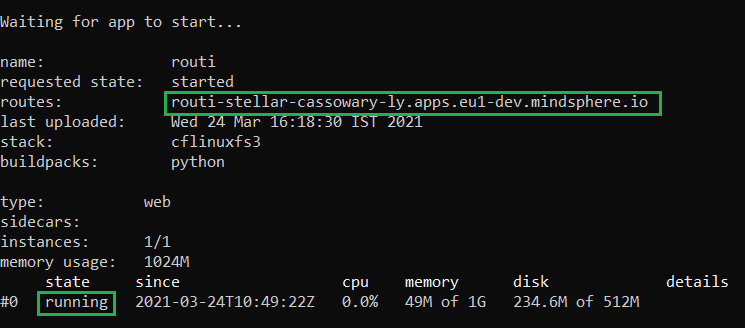 Waiting for app to start...
name: routi
requested state: started
routes: routi-stellar-cassowary-ly.apps.eu1-dev.mindsphere.io
last uploaded: Wed 24 Mar 16:18:30 IST 2021
stack: cflinuxfs3
buildpacks: python
type: web
sidecars:
instances: 1/1
memory usage: 1024M
state since cpu memory disk details
#0 running 2021-03-24T10:49:22Z 0.0% 49M of 1G 234.6M of 512M